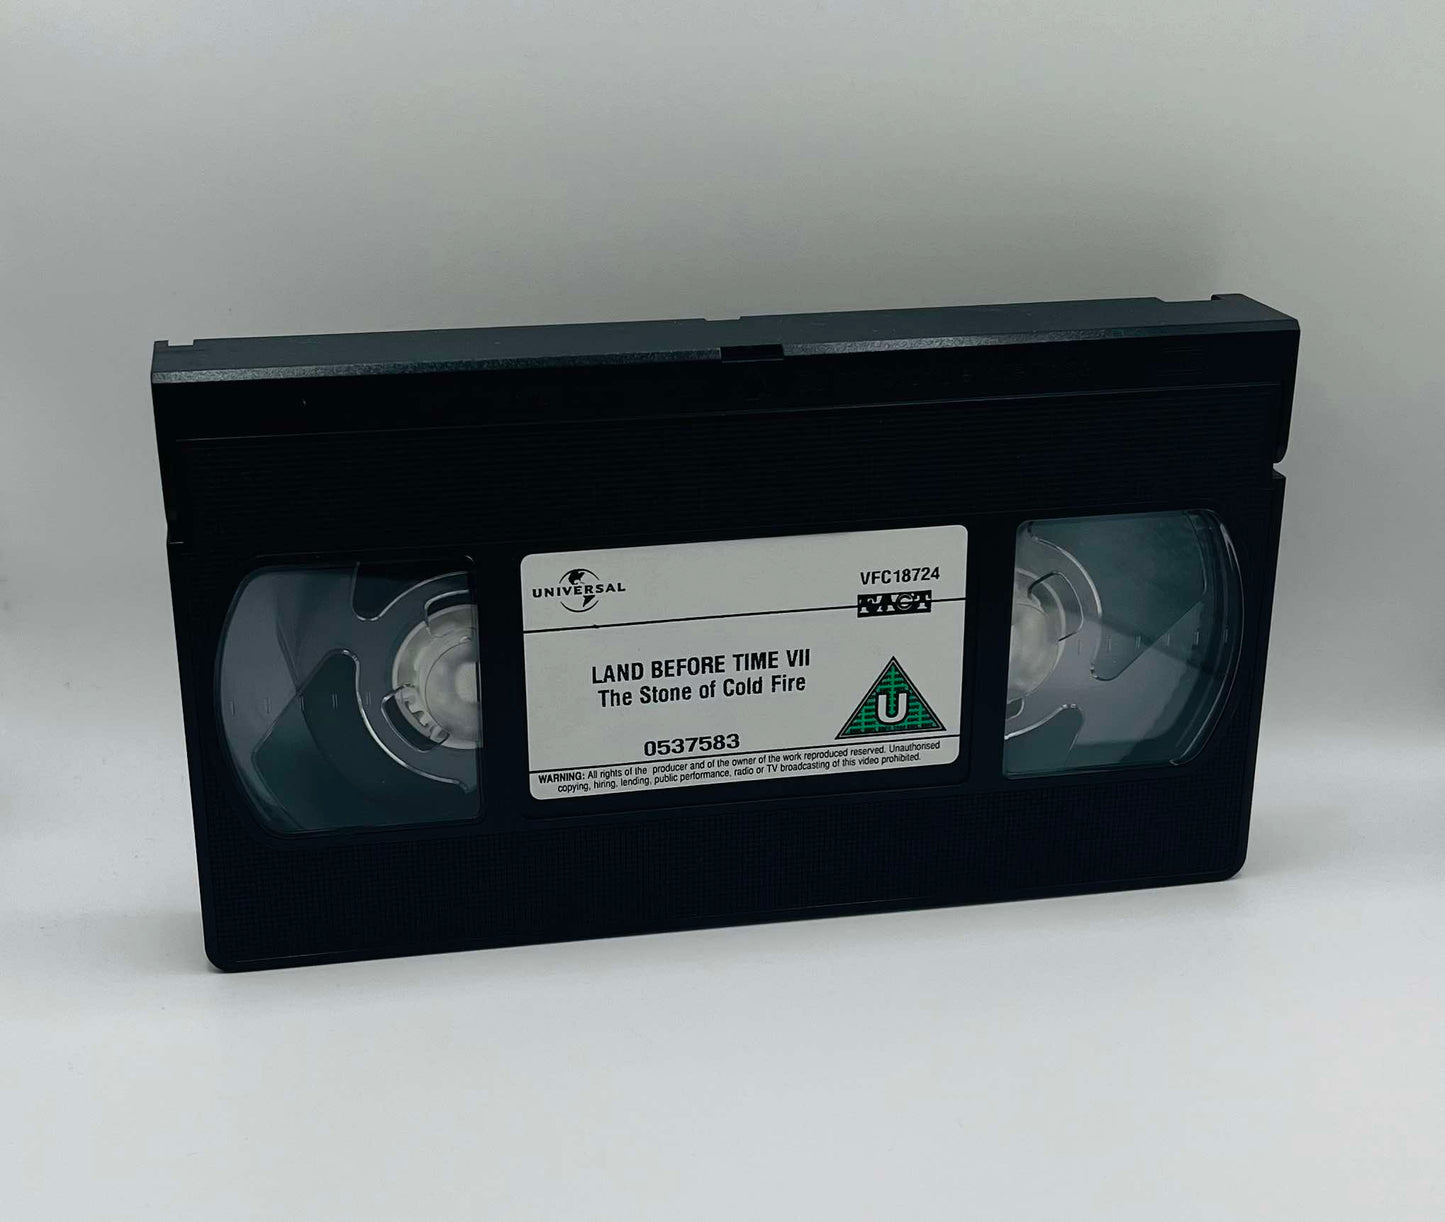 UNIVERSAL
VFC18724
FACT
LAND BEFORE TIME VII
The Stone of Cold Fire
U
0537583
WARNING: All rights of the producer and of the owner of the work reproduced reserved. Unauthorised
copying, hiring, lending, public performance, radio or TV broadcasting of this video prohibited.